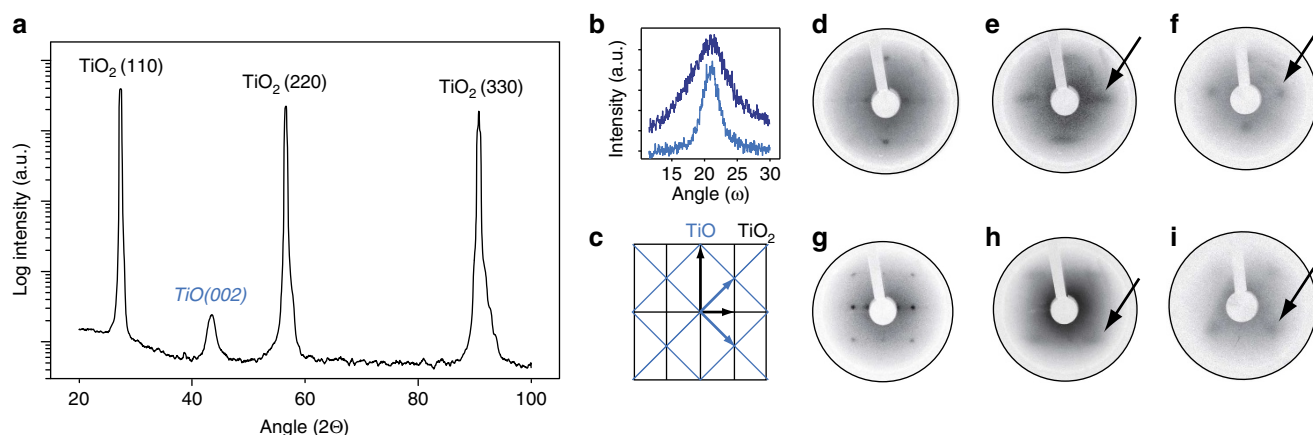 a
Log intensity (a.u.)
TiO₂ (110)
TiO(002)
TiO₂ (220)
TiO₂ (330)
20 40 60 80 100
Angle (2Θ)
b
Intensity (a.u.)
15 20 25 30
Angle (ω)
c
TiO TiO₂
d
e
f
g
h
i